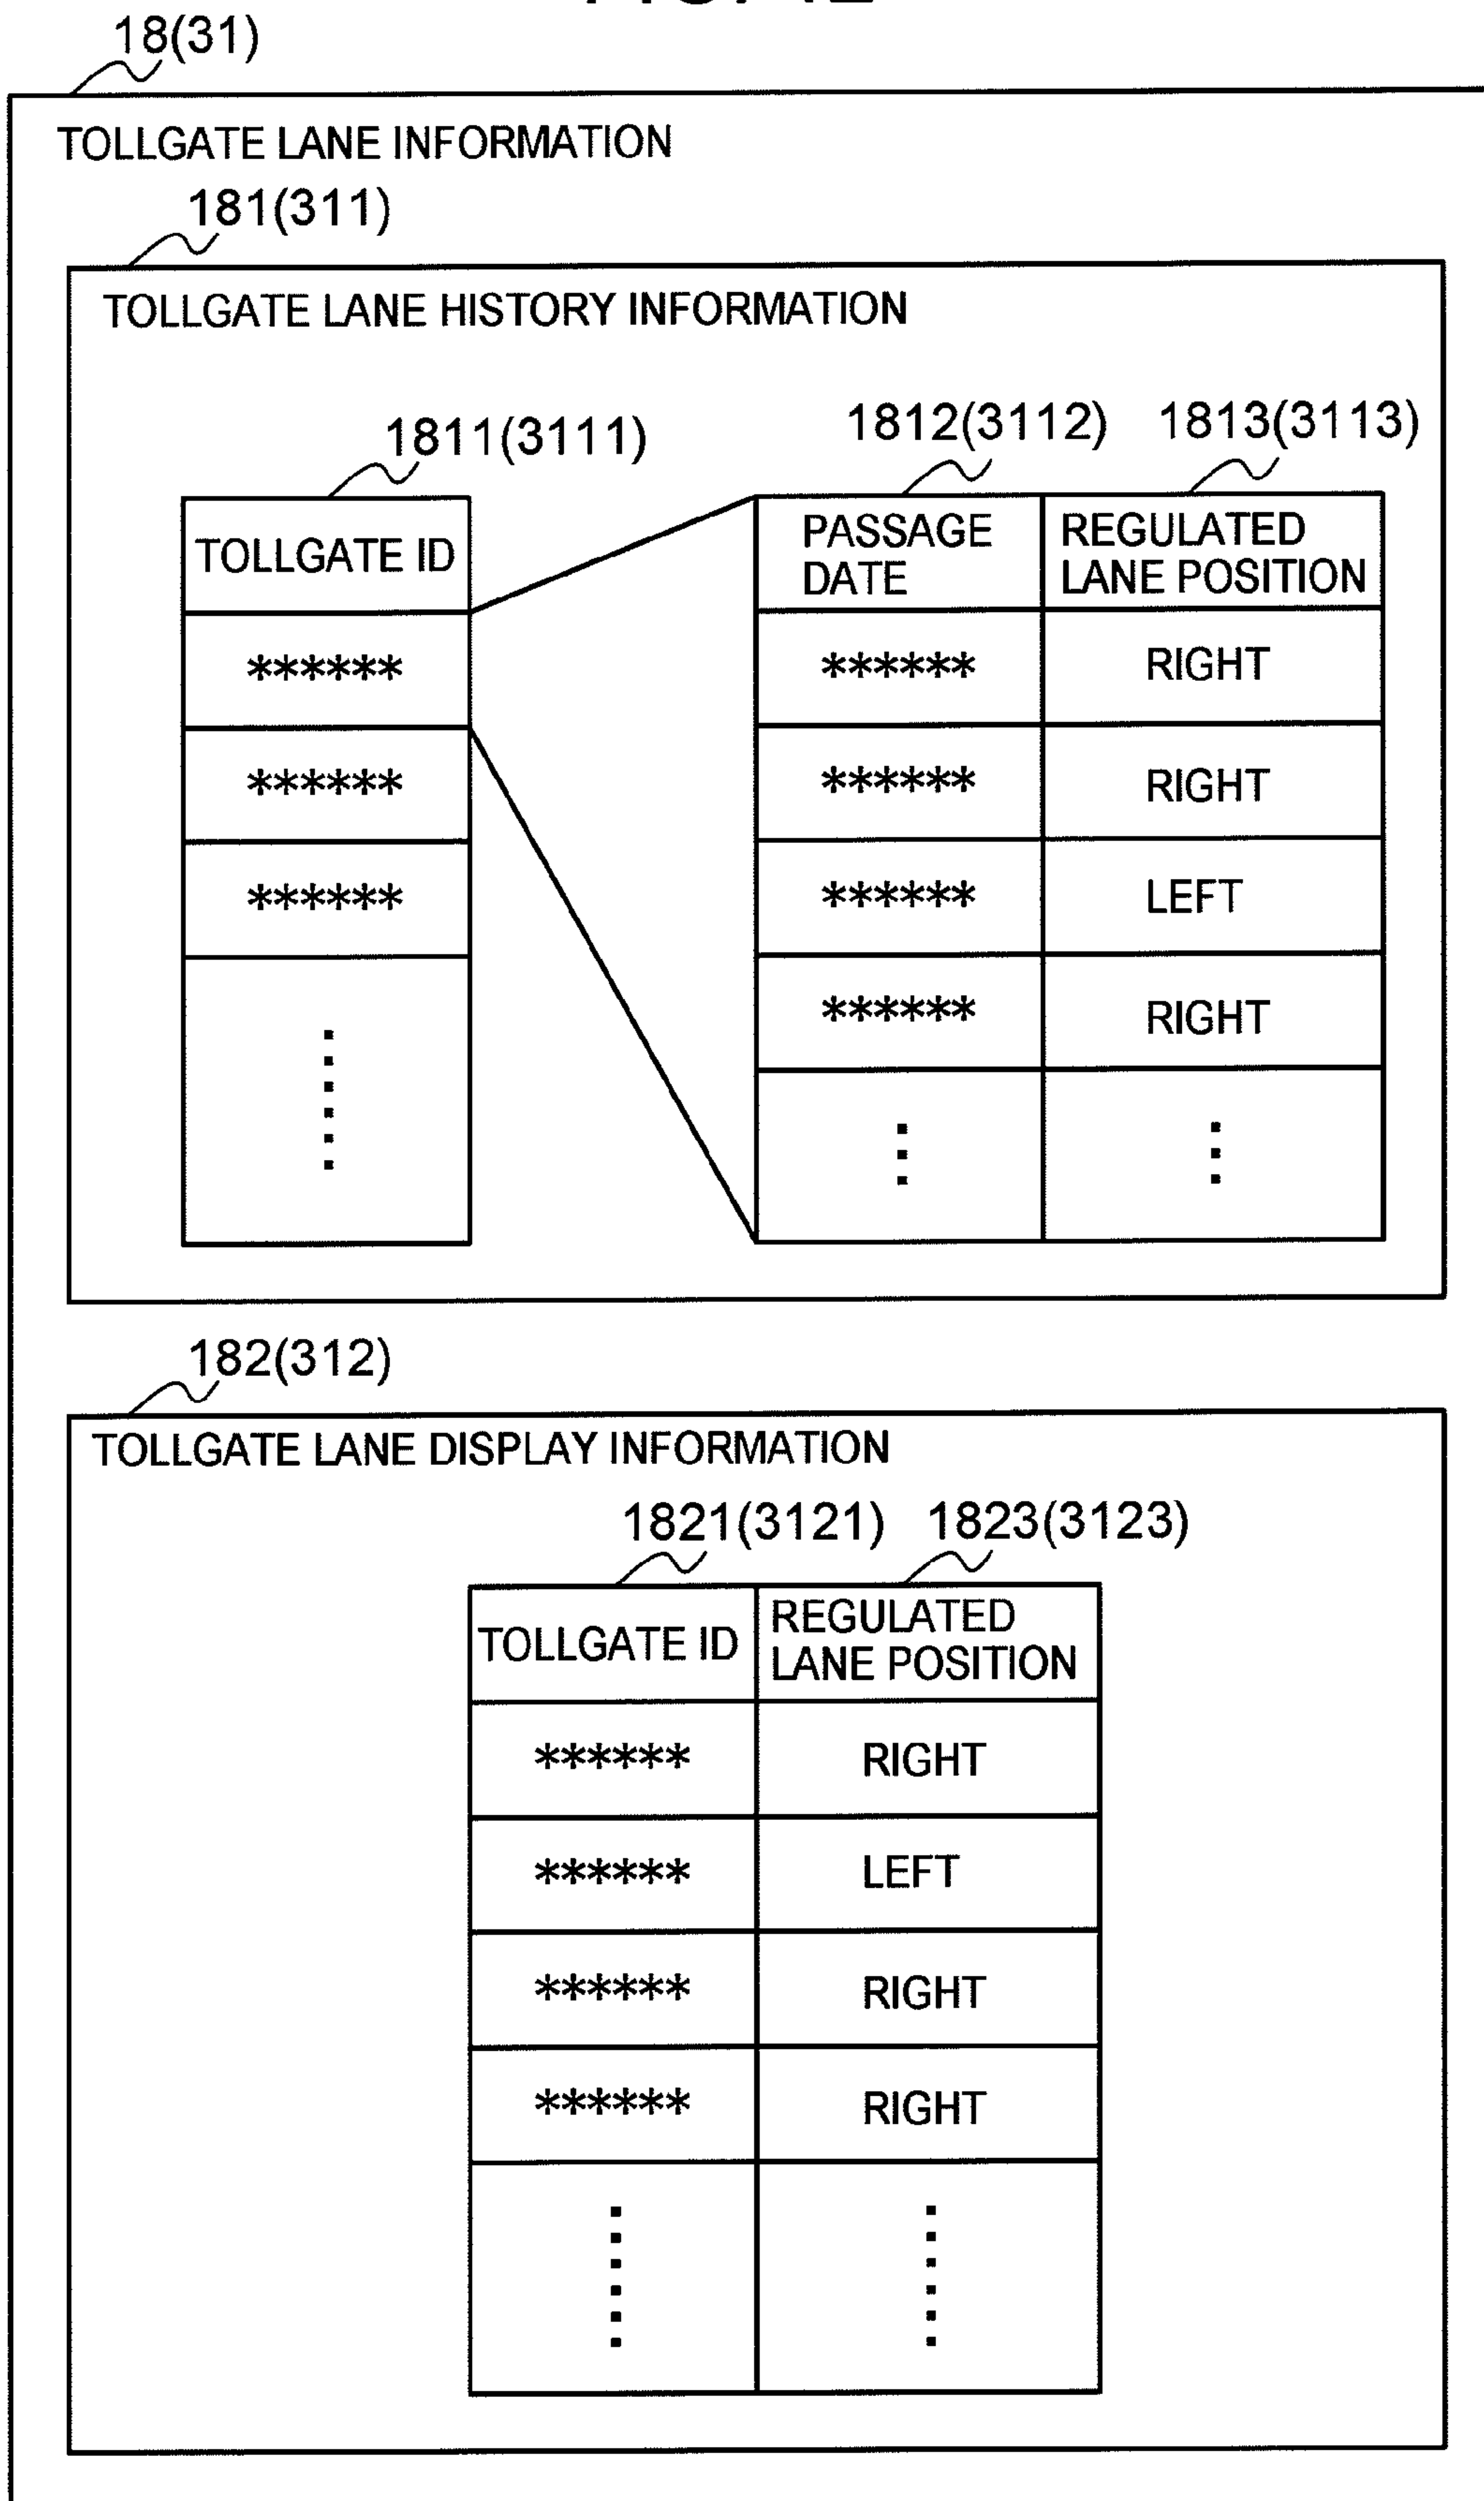 18(31)
TOLLGATE LANE INFORMATION
181(311)
TOLLGATE LANE HISTORY INFORMATION
1811(3111)
1812(3112)
1813(3113)
TOLLGATE ID
PASSAGE
DATE
REGULATED
LANE POSITION
******
******
RIGHT
******
******
RIGHT
******
******
LEFT
******
RIGHT
182(312)
TOLLGATE LANE DISPLAY INFORMATION
1821(3121)
1823(3123)
TOLLGATE ID
REGULATED
LANE POSITION
******
RIGHT
******
LEFT
******
RIGHT
******
RIGHT